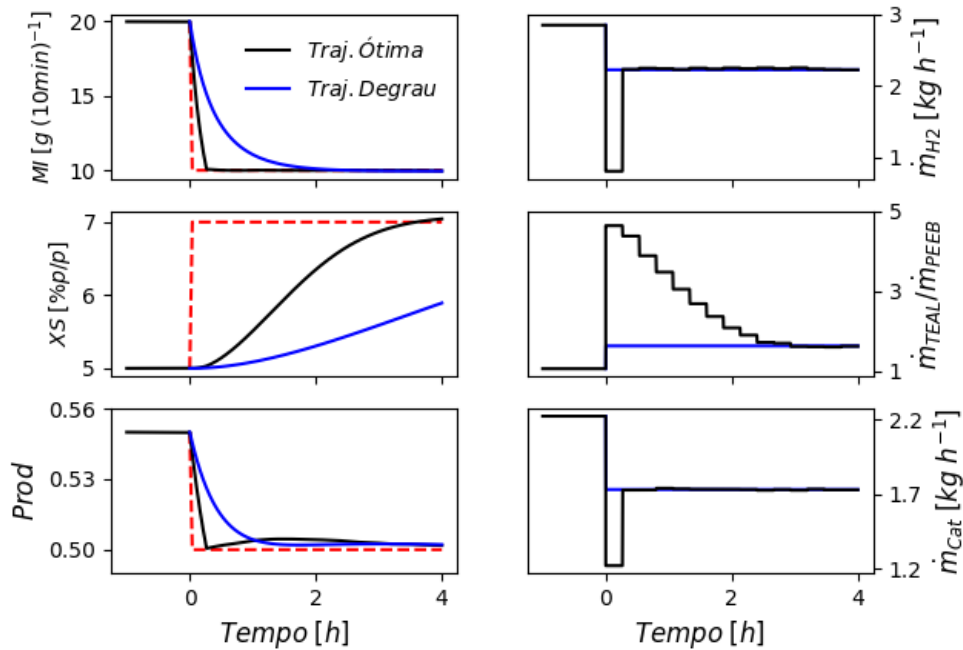 20
15
10
MI [g (10min)⁻¹]
Traj. Ótima
Traj. Degrau
3
2
1
ṁ_H2 [kg h⁻¹]
7
6
5
XS [%p/p]
5
3
1
ṁ_TEAL/ṁ_PEEB
0.56
0.53
0.50
Prod
0 2 4
Tempo [h]
2.2
1.7
1.2
ṁ_Cat [kg h⁻¹]
0 2 4
Tempo [h]